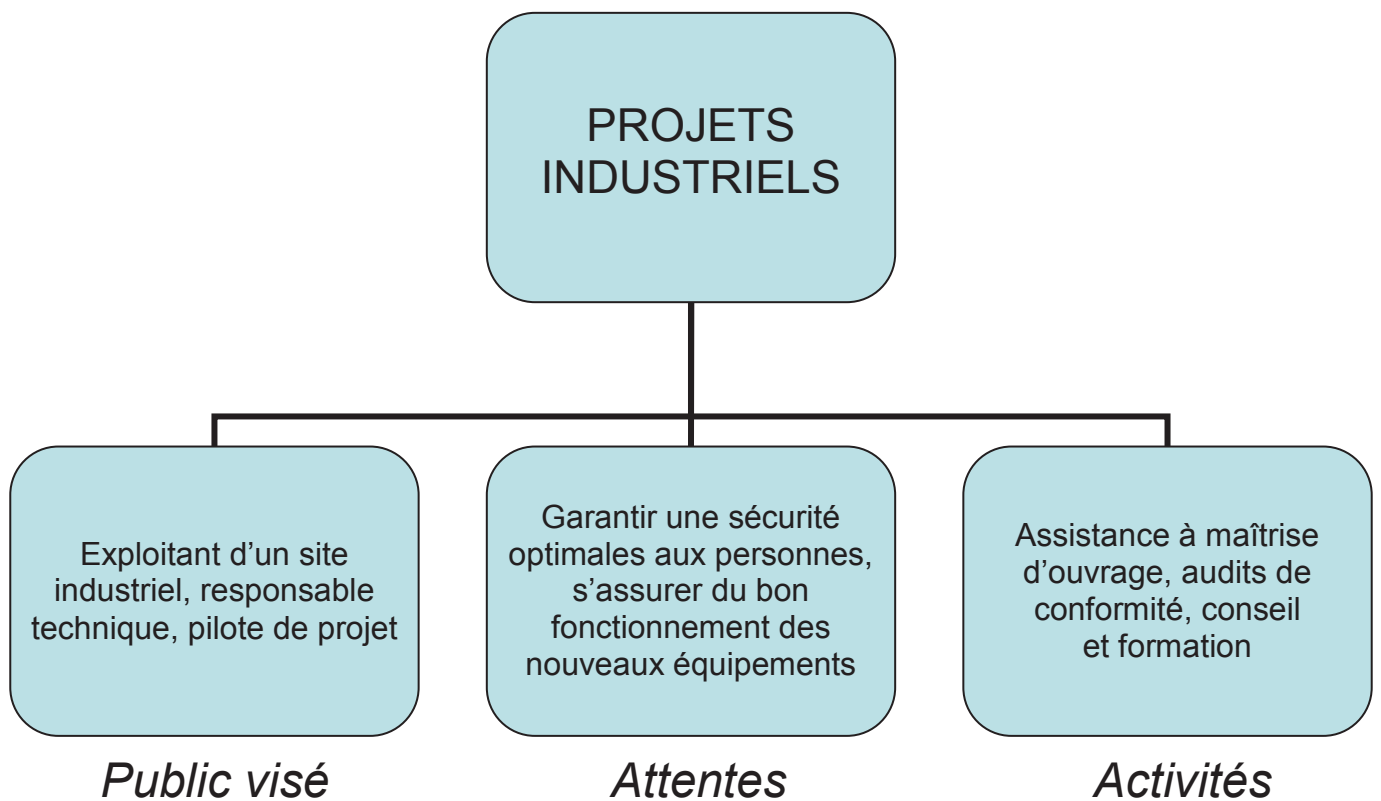 PROJETS
INDUSTRIELS
Exploitant d’un site
industriel, responsable
technique, pilote de projet
Garantir une sécurité
optimales aux personnes,
s’assurer du bon
fonctionnement des
nouveaux équipements
Assistance à maîtrise
d’ouvrage, audits de
conformité, conseil
et formation
Public visé
Attentes
Activités